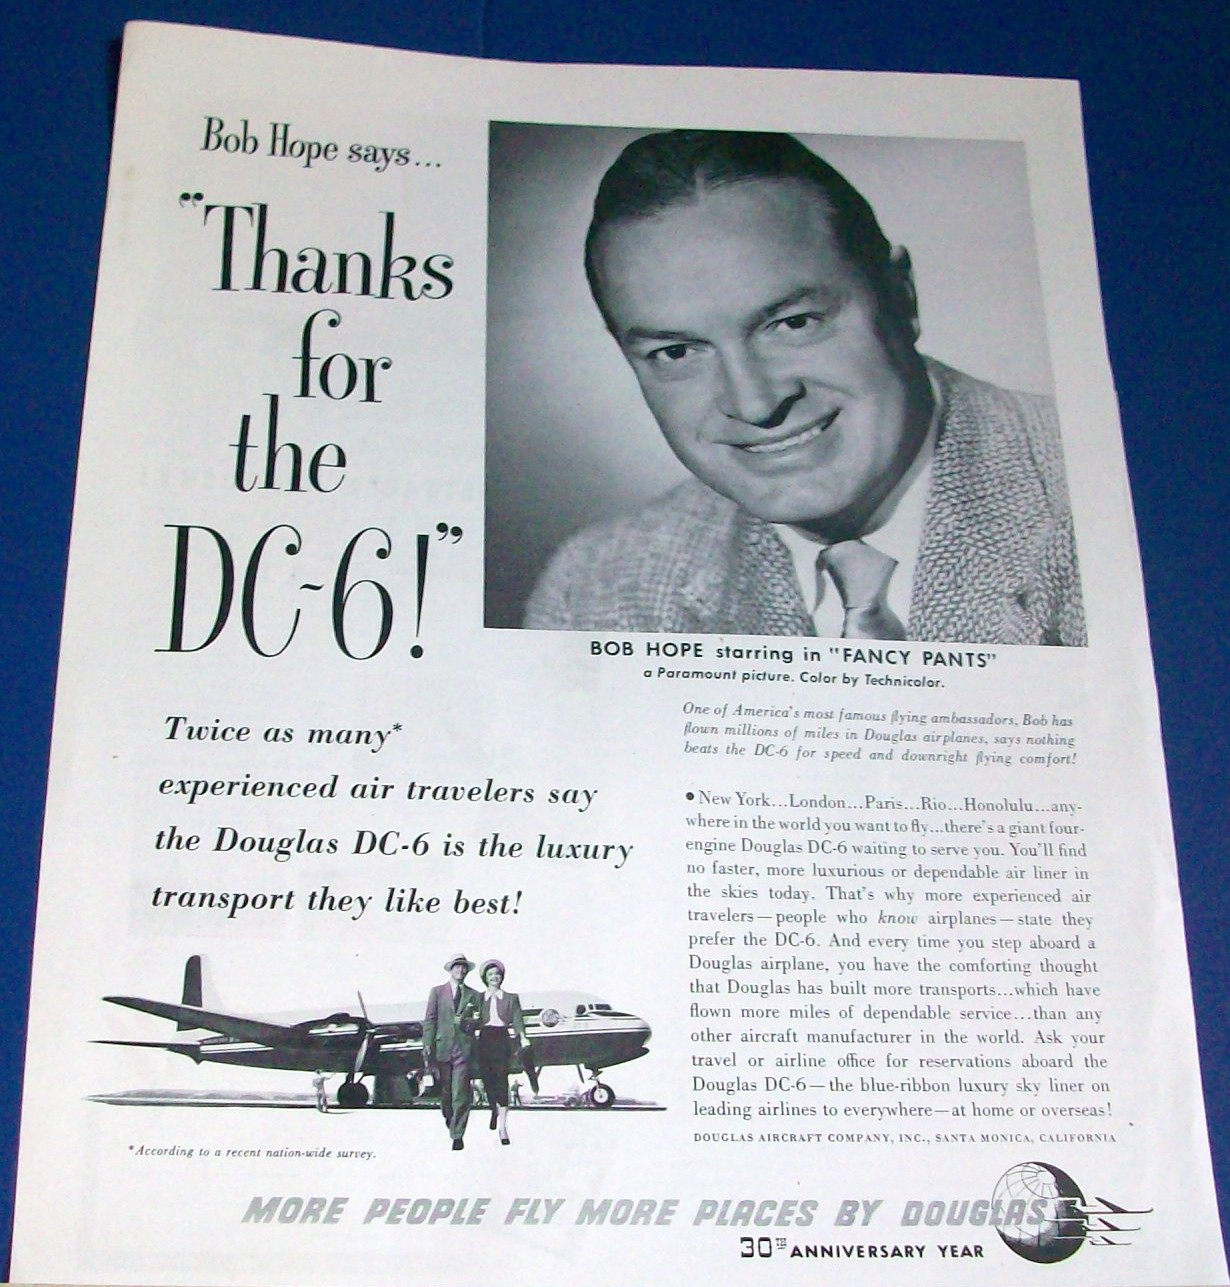 Bob Hope says...
“Thanks
for
the
DC-6!”
BOB HOPE starring in "FANCY PANTS"
a Paramount picture. Color by Technicolor.
One of America's most famous flying ambassadors, Bob has
flown millions of miles in Douglas airplanes, says nothing
beats the DC-6 for speed and downright flying comfort!
Twice as many*
experienced air travelers say
the Douglas DC-6 is the luxury
transport they like best!
• New York...London...Paris...Rio...Honolulu...any-
where in the world you want to fly...there's a giant four-
engine Douglas DC-6 waiting to serve you. You'll find
no faster, more luxurious or dependable air liner in
the skies today. That's why more experienced air
travelers—people who know airplanes—state they
prefer the DC-6. And every time you step aboard a
Douglas airplane, you have the comforting thought
that Douglas has built more transports...which have
flown more miles of dependable service...than any
other aircraft manufacturer in the world. Ask your
travel or airline office for reservations aboard the
Douglas DC-6—the blue-ribbon luxury sky liner on
leading airlines to everywhere—at home or overseas!
DOUGLAS AIRCRAFT COMPANY, INC., SANTA MONICA, CALIFORNIA
*According to a recent nation-wide survey.
MORE PEOPLE FLY MORE PLACES BY DOUGLAS
30TH ANNIVERSARY YEAR